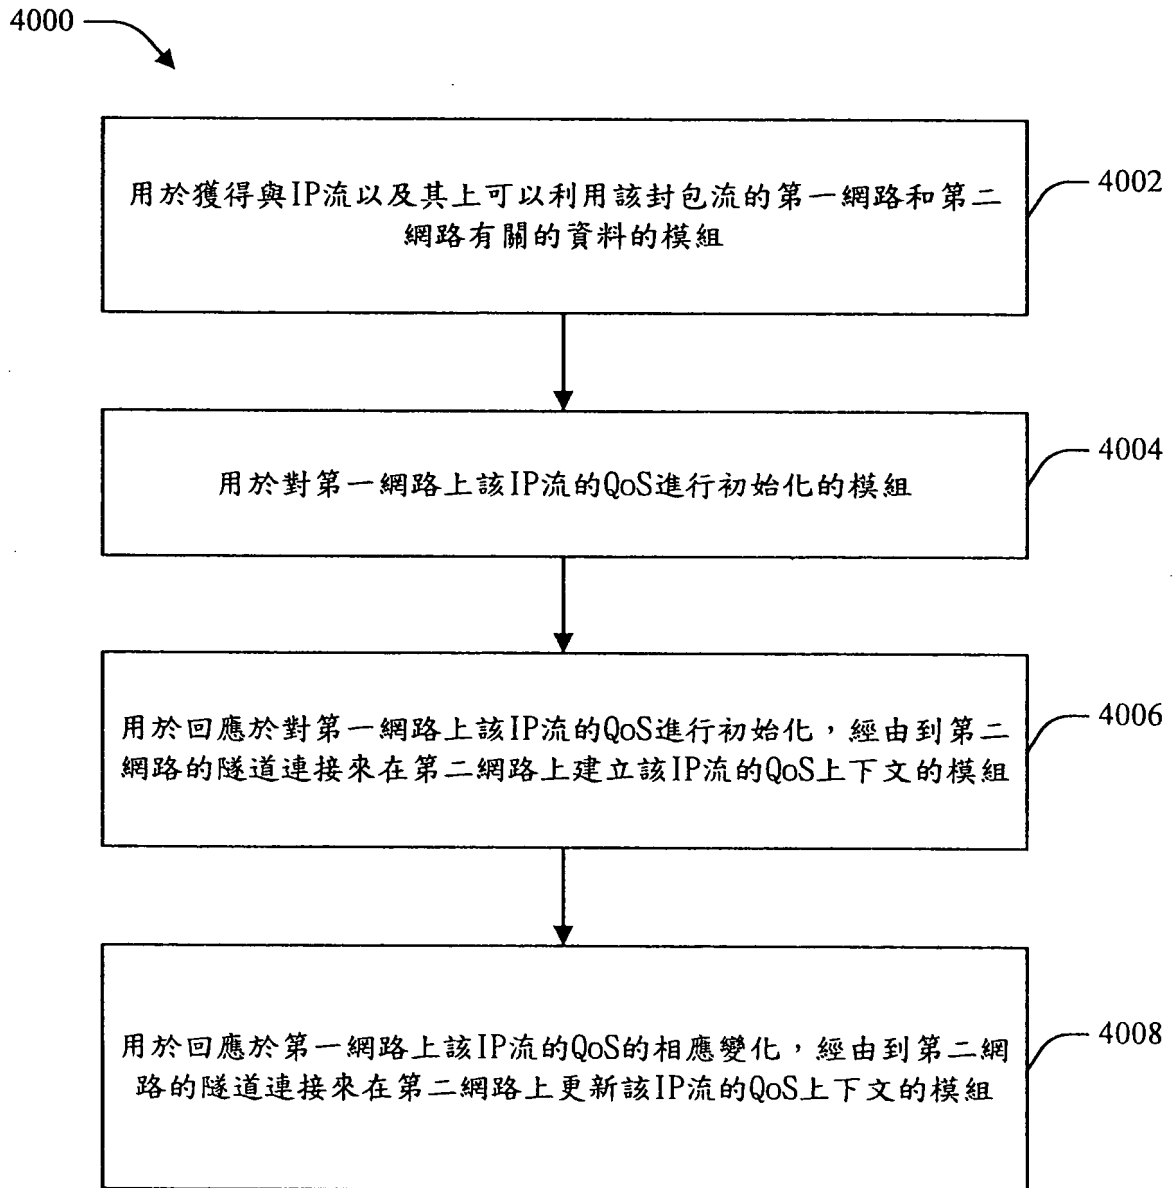 4000
用於獲得與IP流以及其上可以利用該封包流的第一網路和第二
網路有關的資料的模組
4002
用於對第一網路上該IP流的QoS進行初始化的模組
4004
用於回應於對第一網路上該IP流的QoS進行初始化，經由到第二
網路的隧道連接來在第二網路上建立該IP流的QoS上下文的模組
4006
用於回應於第一網路上該IP流的QoS的相應變化，經由到第二網
路的隧道連接來在第二網路上更新該IP流的QoS上下文的模組
4008